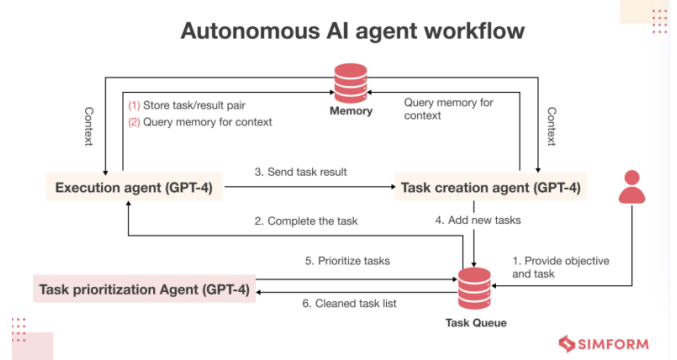 Autonomous AI agent workflow
Memory
(1) Store task/result pair
(2) Query memory for context
Query memory for
context
Context
Context
Execution agent (GPT-4)
3. Send task result
Task creation agent (GPT-4)
2. Complete the task
4. Add new tasks
1. Provide objective
and task
5. Prioritize tasks
Task prioritization Agent (GPT-4)
6. Cleaned task list
Task Queue
SIMFORM